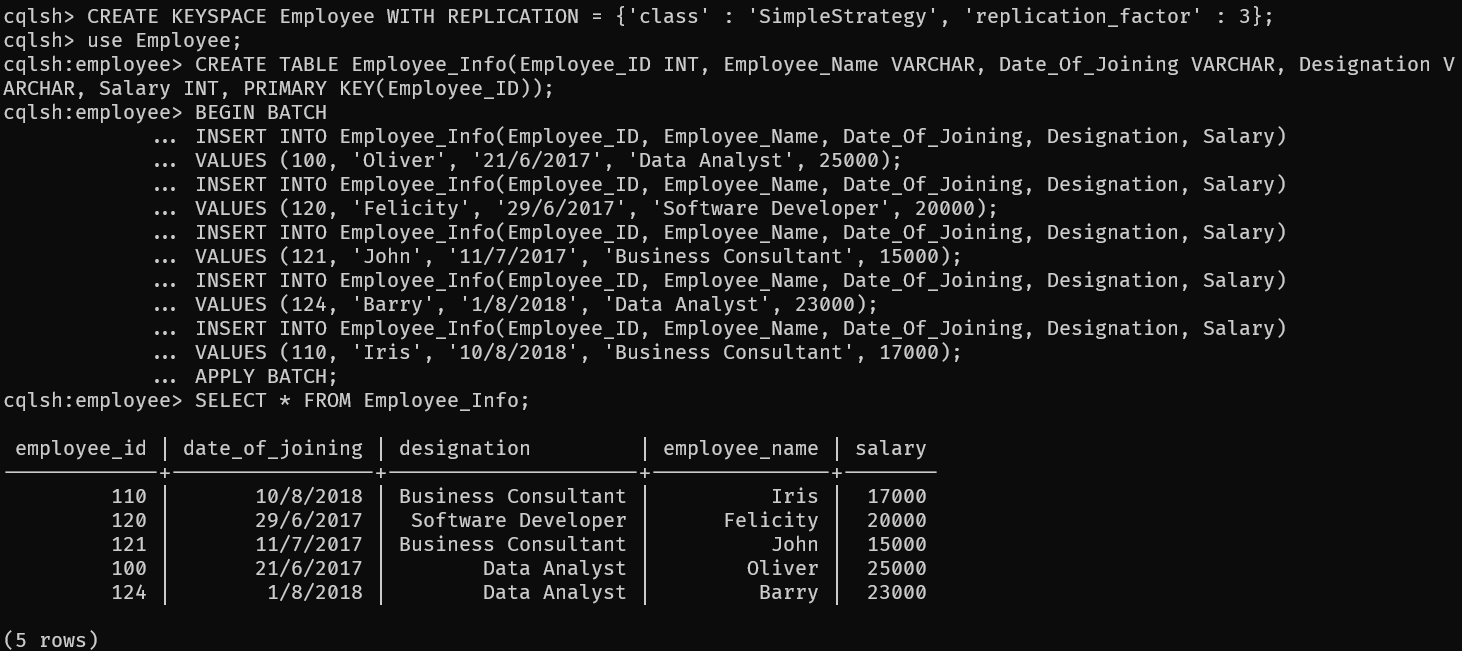 cqlsh> CREATE KEYSPACE Employee WITH REPLICATION = {'class' : 'SimpleStrategy', 'replication_factor' : 3};
cqlsh> use Employee;
cqlsh:employee> CREATE TABLE Employee_Info(Employee_ID INT, Employee_Name VARCHAR, Date_Of_Joining VARCHAR, Designation V
ARCHAR, Salary INT, PRIMARY KEY(Employee_ID));
cqlsh:employee> BEGIN BATCH
... INSERT INTO Employee_Info(Employee_ID, Employee_Name, Date_Of_Joining, Designation, Salary)
... VALUES (100, 'Oliver', '21/6/2017', 'Data Analyst', 25000);
... INSERT INTO Employee_Info(Employee_ID, Employee_Name, Date_Of_Joining, Designation, Salary)
... VALUES (120, 'Felicity', '29/6/2017', 'Software Developer', 20000);
... INSERT INTO Employee_Info(Employee_ID, Employee_Name, Date_Of_Joining, Designation, Salary)
... VALUES (121, 'John', '11/7/2017', 'Business Consultant', 15000);
... INSERT INTO Employee_Info(Employee_ID, Employee_Name, Date_Of_Joining, Designation, Salary)
... VALUES (124, 'Barry', '1/8/2018', 'Data Analyst', 23000);
... INSERT INTO Employee_Info(Employee_ID, Employee_Name, Date_Of_Joining, Designation, Salary)
... VALUES (110, 'Iris', '10/8/2018', 'Business Consultant', 17000);
... APPLY BATCH;
cqlsh:employee> SELECT * FROM Employee_Info;
employee_id | date_of_joining | designation | employee_name | salary
-------------+-----------------+---------------------+---------------+--------
110 | 10/8/2018 | Business Consultant | Iris | 17000
120 | 29/6/2017 | Software Developer | Felicity | 20000
121 | 11/7/2017 | Business Consultant | John | 15000
100 | 21/6/2017 | Data Analyst | Oliver | 25000
124 | 1/8/2018 | Data Analyst | Barry | 23000
(5 rows)